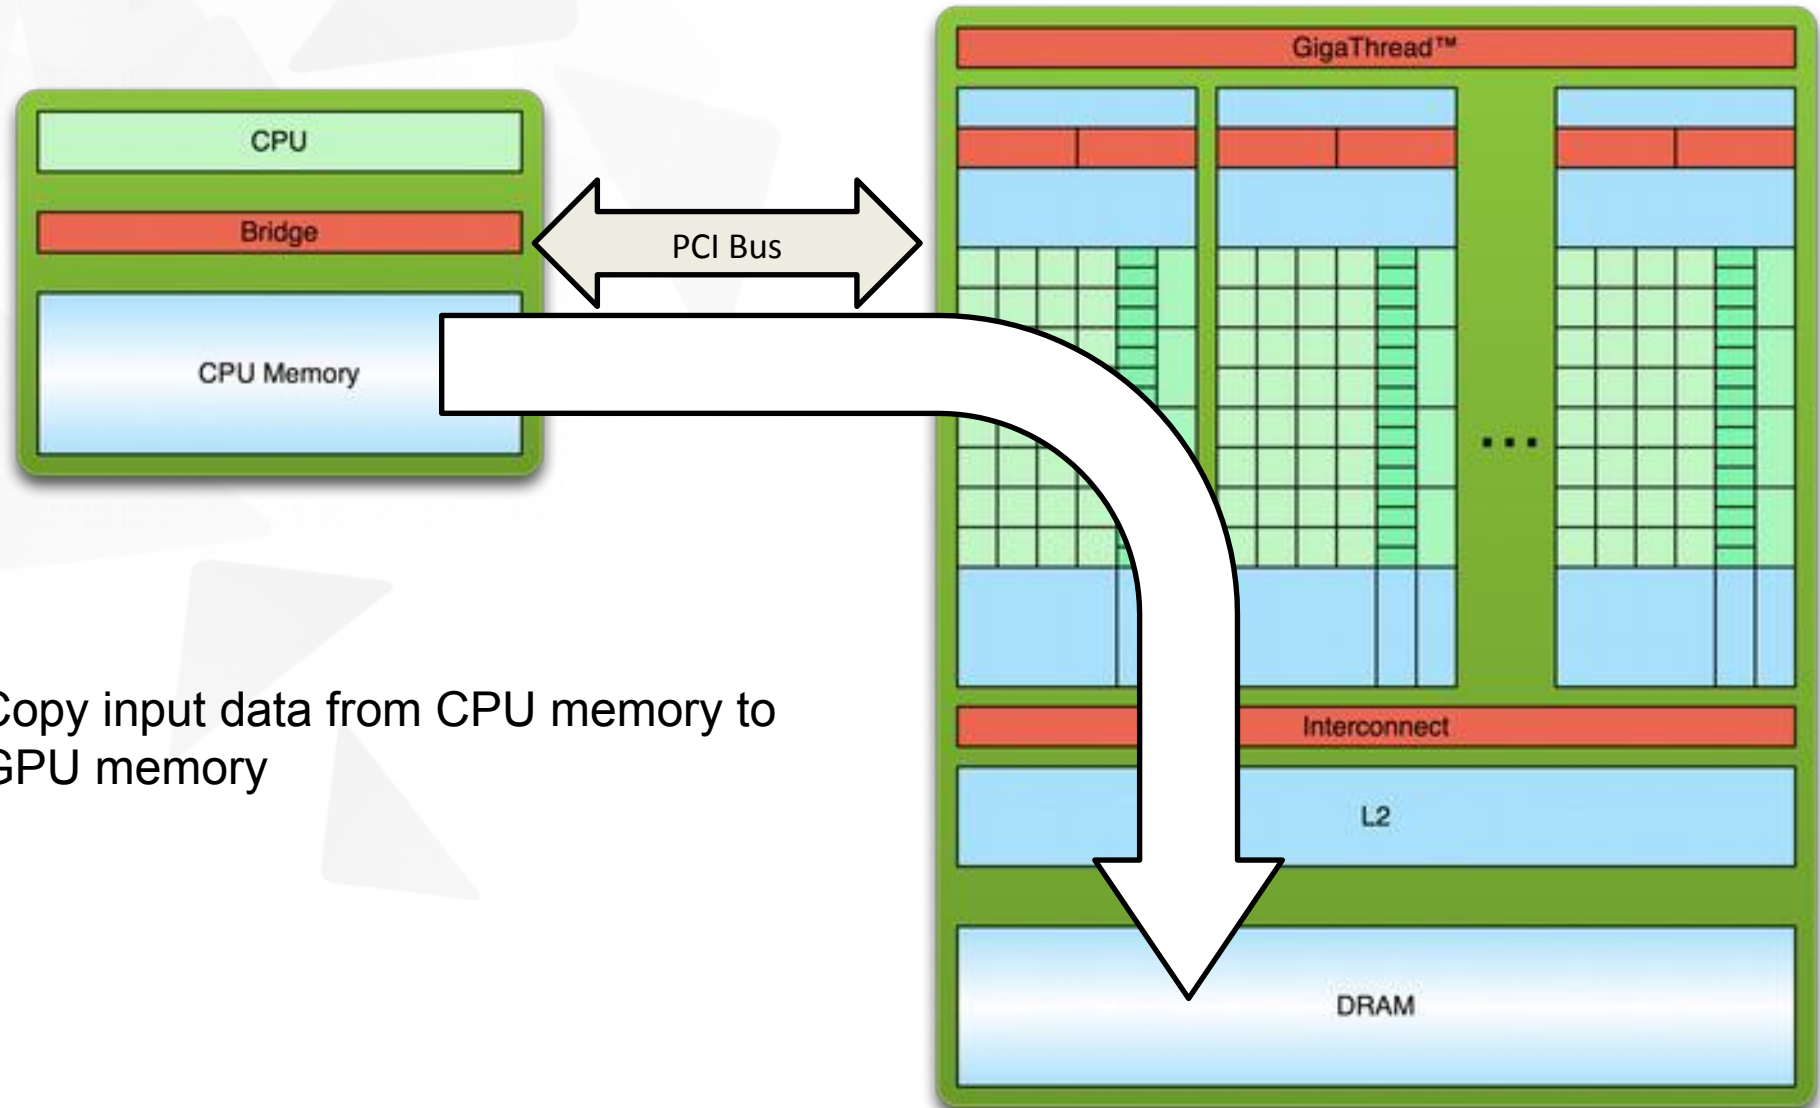 GigaThread™
CPU
Bridge
PCI Bus
CPU Memory
...
Copy input data from CPU memory to
GPU memory
Interconnect
L2
DRAM